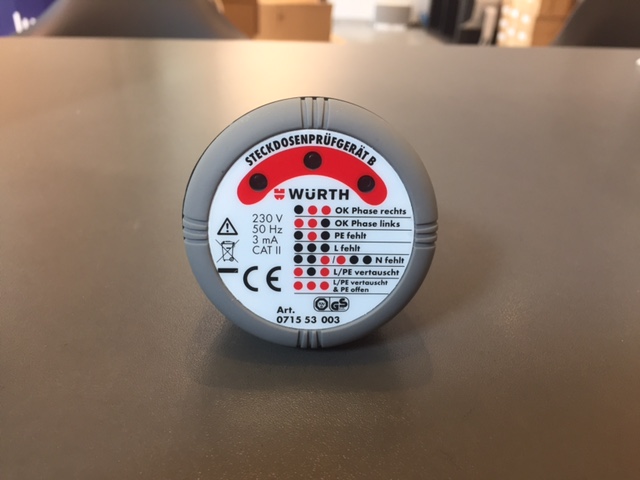 STECKDOSENPRÜFGERÄT B
WÜRTH
230 V
50 Hz
3 mA
CAT II
OK Phase rechts
OK Phase links
PE fehlt
L fehlt
/ N fehlt
L/PE vertauscht
L/PE vertauscht
& PE offen
CE
GS
Art.
0715 53 003